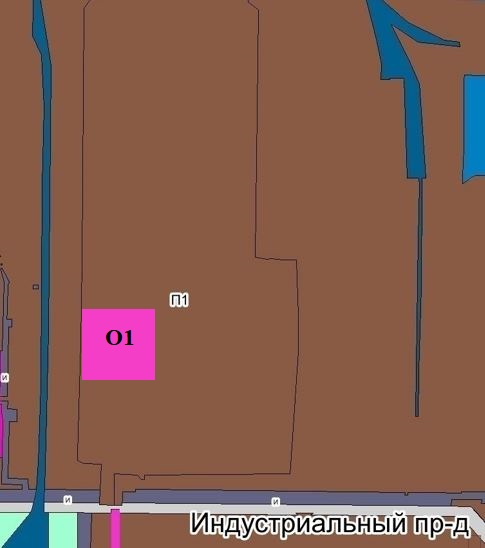 П1
О1
и
и
и
Индустриальный пр-д